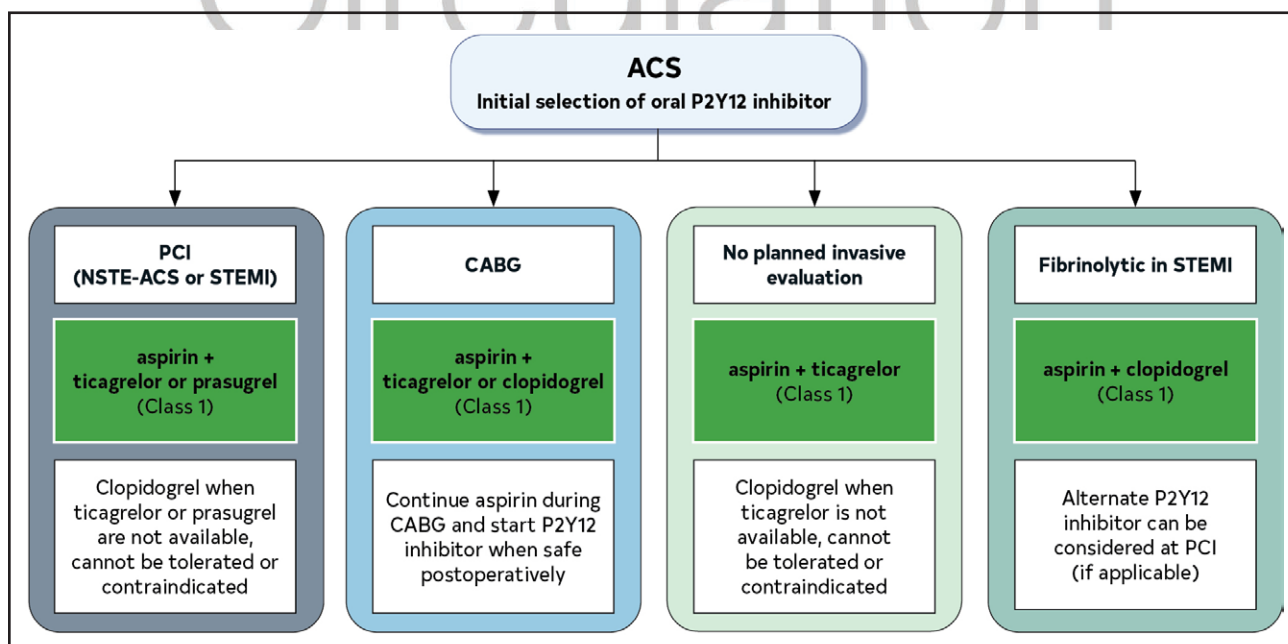 Circulation
ACS
Initial selection of oral P2Y12 inhibitor
PCI
(NSTE-ACS or STEMI)
aspirin +
ticagrelor or prasugrel
(Class 1)
Clopidogrel when
ticagrelor or prasugrel
are not available,
cannot be tolerated or
contraindicated
CABG
aspirin +
ticagrelor or clopidogrel
(Class 1)
Continue aspirin during
CABG and start P2Y12
inhibitor when safe
postoperatively
No planned invasive
evaluation
aspirin + ticagrelor
(Class 1)
Clopidogrel when
ticagrelor is not
available, cannot
be tolerated or
contraindicated
Fibrinolytic in STEMI
aspirin + clopidogrel
(Class 1)
Alternate P2Y12
inhibitor can be
considered at PCI
(if applicable)